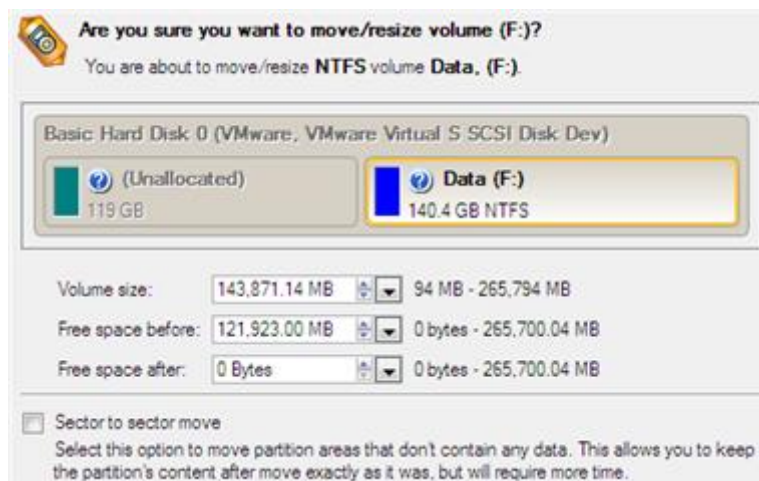 Are you sure you want to move/resize volume (F:)?
You are about to move/resize NTFS volume Data, (F:).
Basic Hard Disk 0 (VMware, VMware Virtual S SCSI Disk Dev)
(Unallocated)
119 GB
Data (F:)
140.4 GB NTFS
Volume size: 143,871.14 MB 94 MB - 265,794 MB
Free space before: 121,923.00 MB 0 bytes - 265,700.04 MB
Free space after: 0 Bytes 0 bytes - 265,700.04 MB
Sector to sector move
Select this option to move partition areas that don't contain any data. This allows you to keep
the partition's content after move exactly as it was, but will require more time.